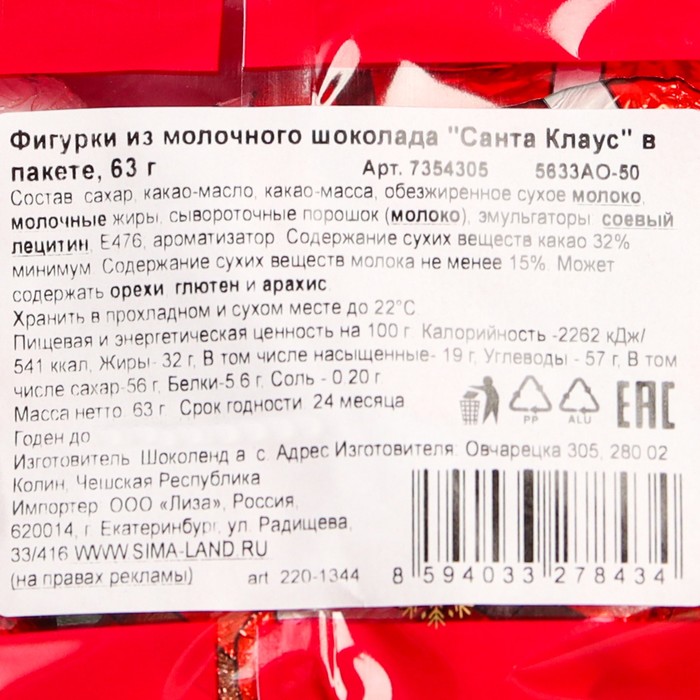 Фигурки из молочного шоколада "Санта Клаус" в
пакете, 63 г Арт. 7354305 5633АО-50
Состав сахар, какао-масло, какао-масса, обезжиренное сухое молоко,
молочные жиры, сывороточные порошок (молоко), эмульгаторы соевый
лецитин, Е476, ароматизатор. Содержание сухих веществ какао 32%
минимум. Содержание сухих веществ молока не менее 15%. Может
содержать орехи глютен и арахис
Хранить в прохладном и сухом месте до 22°С
Пищевая и энергетическая ценность на 100 г. Калорийность -2262 кДж/
541 ккал, Жиры- 32 г, В том числе насыщенные- 19 г, Углеводы - 57 г, В том
числе сахар-56 г, Белки-5 6 г, Соль - 0.20 г
Масса нетто 63 г Срок годности 24 месяца
PP ALU EAC
Годен до
Изготовитель Шоколенд а с. Адрес Изготовителя: Овчарецка 305, 280 02
Колин, Чешская Республика
Импортер ООО «Лиза», Россия,
620014, г Екатеринбург, ул. Радищева,
33/416 WWW SIMA-LAND.RU
(на правах рекламы) art 220-1344 8 594033 278434